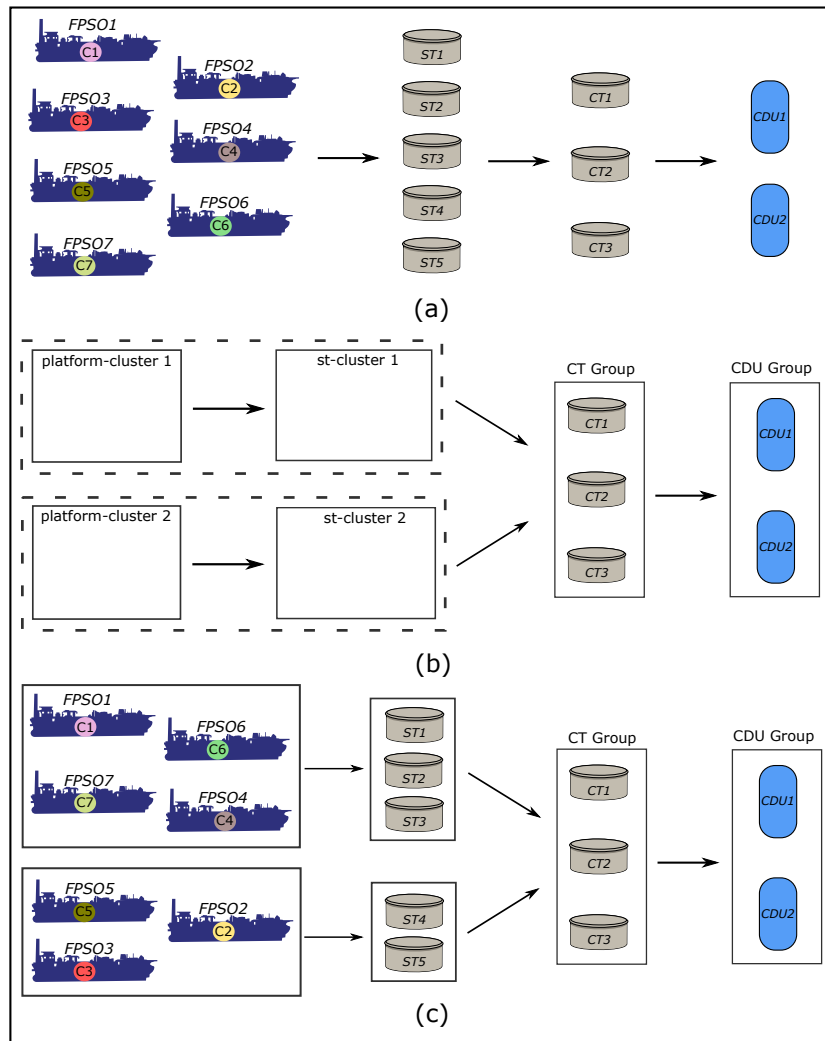 FPSO1
C1
FPSO2
C2
FPSO3
C3
FPSO4
C4
FPSO5
C5
FPSO6
C6
FPSO7
C7
ST1
ST2
ST3
ST4
ST5
CT1
CT2
CT3
CDU1
CDU2
(a)
platform-cluster 1
st-cluster 1
platform-cluster 2
st-cluster 2
CT Group
CT1
CT2
CT3
CDU Group
CDU1
CDU2
(b)
FPSO1
C1
FPSO6
C6
FPSO7
C7
FPSO4
C4
FPSO5
C5
FPSO2
C2
FPSO3
C3
ST1
ST2
ST3
ST4
ST5
CT Group
CT1
CT2
CT3
CDU Group
CDU1
CDU2
(c)